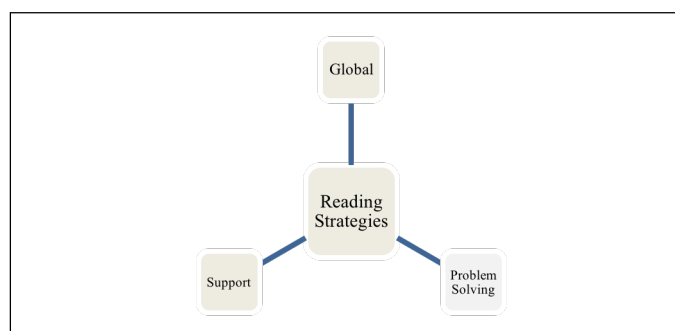 Global
Reading
Strategies
Support
Problem
Solving